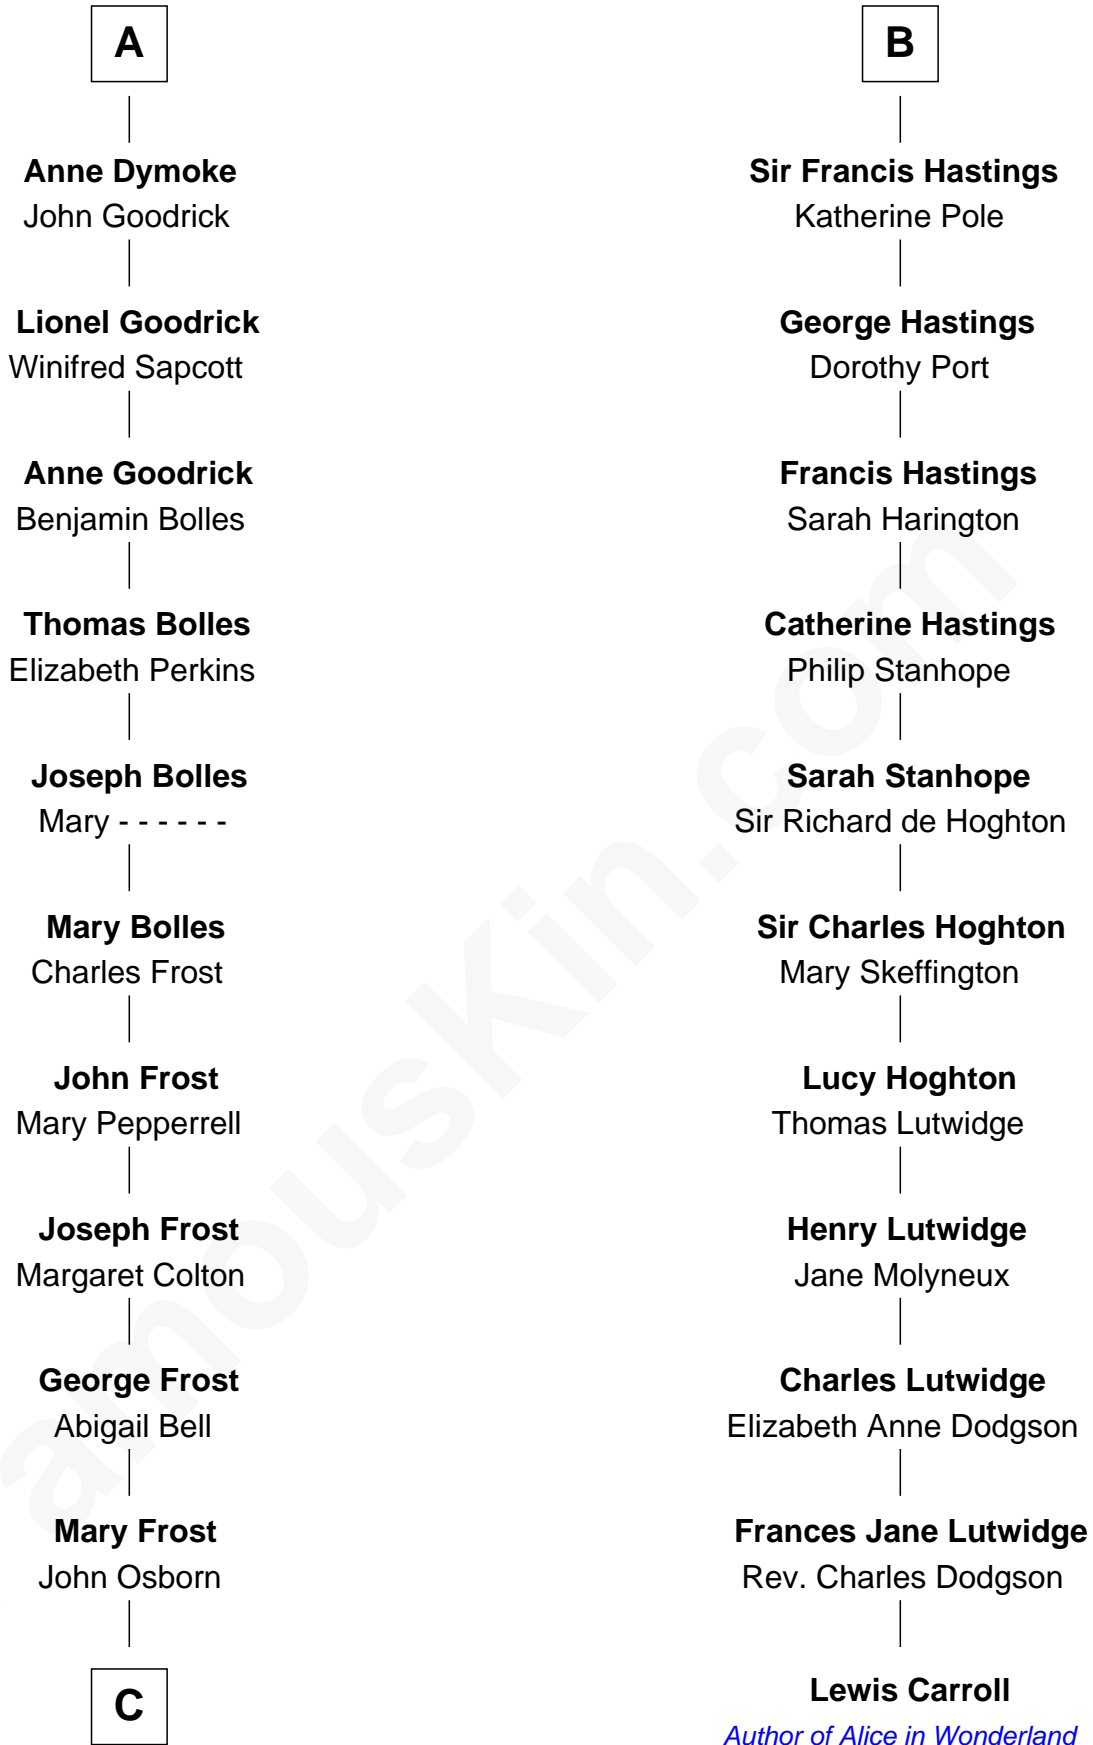 A
Anne Dymoke
John Goodrick
Lionel Goodrick
Winifred Sapcott
Anne Goodrick
Benjamin Bolles
Thomas Bolles
Elizabeth Perkins
Joseph Bolles
Mary - - - - - -
Mary Bolles
Charles Frost
John Frost
Mary Pepperrell
Joseph Frost
Margaret Colton
George Frost
Abigail Bell
Mary Frost
John Osborn
C
B
Sir Francis Hastings
Katherine Pole
George Hastings
Dorothy Port
Francis Hastings
Sarah Harington
Catherine Hastings
Philip Stanhope
Sarah Stanhope
Sir Richard de Hoghton
Sir Charles Hoghton
Mary Skeffington
Lucy Hoghton
Thomas Lutwidge
Henry Lutwidge
Jane Molyneux
Charles Lutwidge
Elizabeth Anne Dodgson
Frances Jane Lutwidge
Rev. Charles Dodgson
Lewis Carroll
Author of Alice in Wonderland
amousKin.com